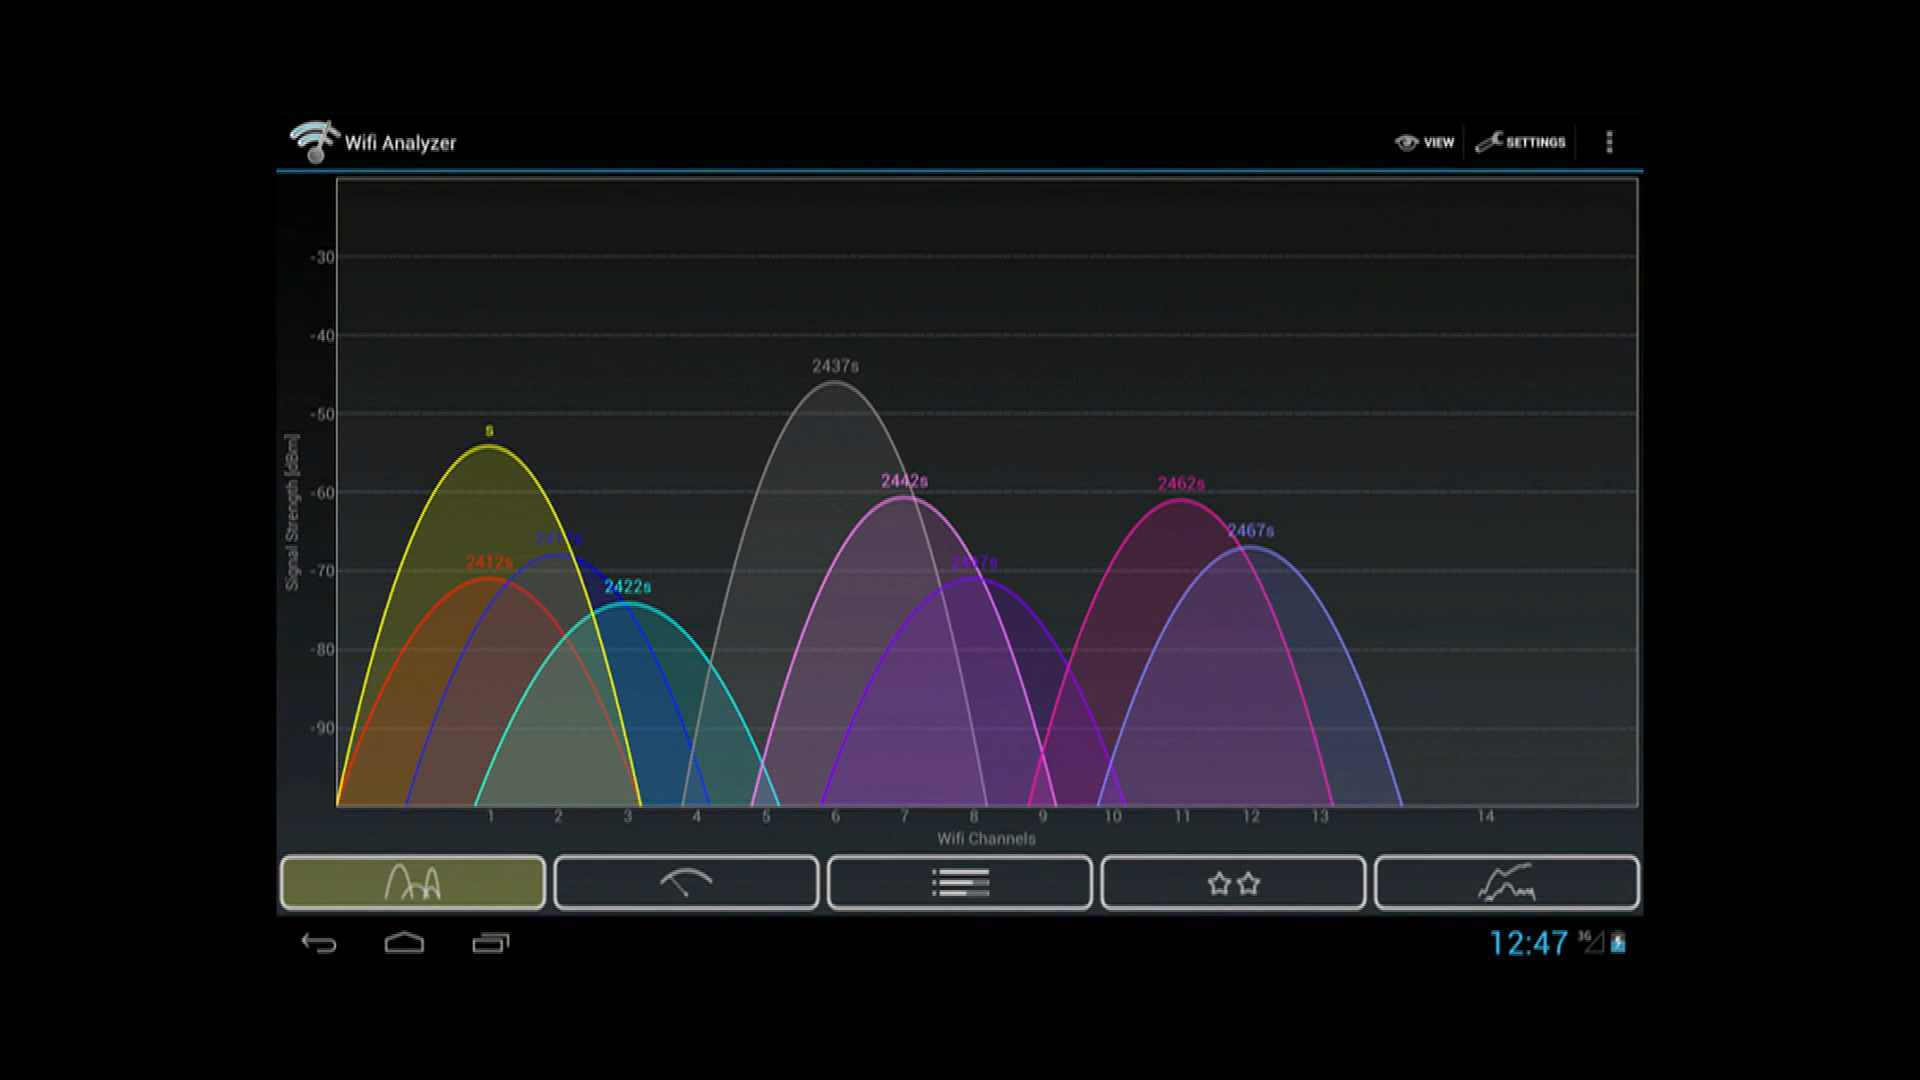 Wifi Analyzer
VIEW
SETTINGS
-30
-40
-50
-60
-70
-80
-90
Signal Strength [dBm]
2437s
s
2442s
2462s
2467s
2412s
2422s
1 2 3 4 5 6 7 8 9 10 11 12 13 14
Wifi Channels
12:47
3G